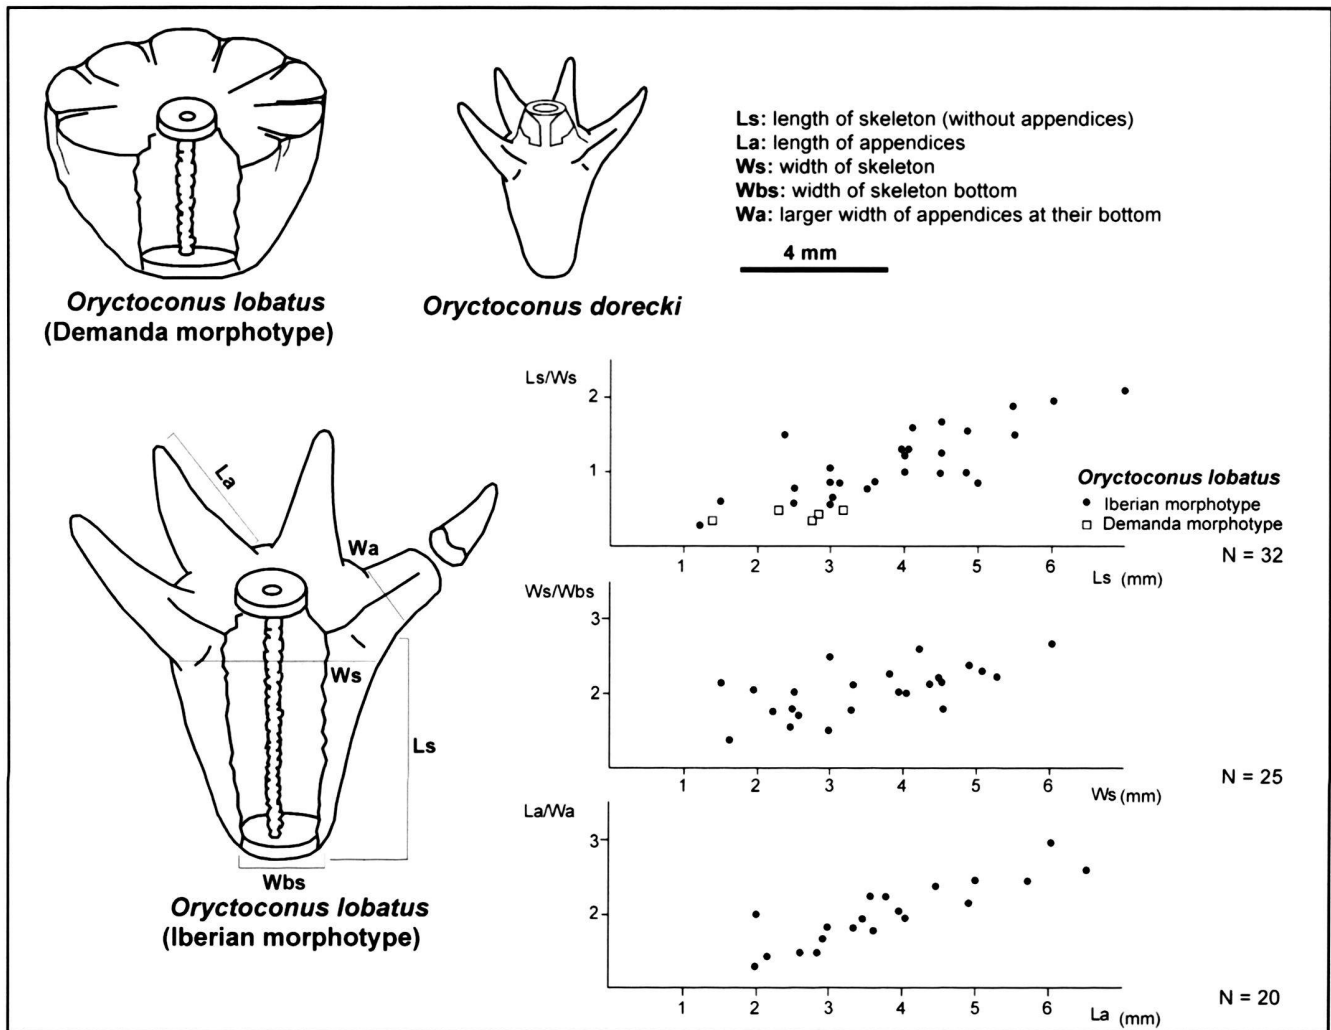 Ls: length of skeleton (without appendices)
La: length of appendices
Ws: width of skeleton
Wbs: width of skeleton bottom
Wa: larger width of appendices at their bottom
4 mm
Oryctoconus lobatus
(Demanda morphotype)
Oryctoconus dorecki
La
Wa
Ws
Ls
Wbs
Oryctoconus lobatus
(Iberian morphotype)
Ls/Ws
2
1
Oryctoconus lobatus
Iberian morphotype
Demanda morphotype
N = 32
1 2 3 4 5 6
Ls (mm)
Ws/Wbs
3
2
1 2 3 4 5 6
Ws (mm)
N = 25
La/Wa
3
2
1 2 3 4 5 6
La (mm)
N = 20